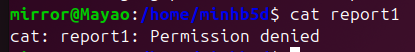 mirror@Mayao:/home/minhb5d$ cat report1
cat: report1: Permission denied